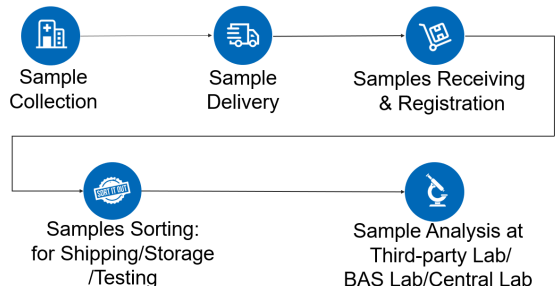 Sample
Collection
Sample
Delivery
Samples Receiving
& Registration
SORT IT OUT
Samples Sorting:
for Shipping/Storage
/Testing
Sample Analysis at
Third-party Lab/
BAS Lab/Central Lab